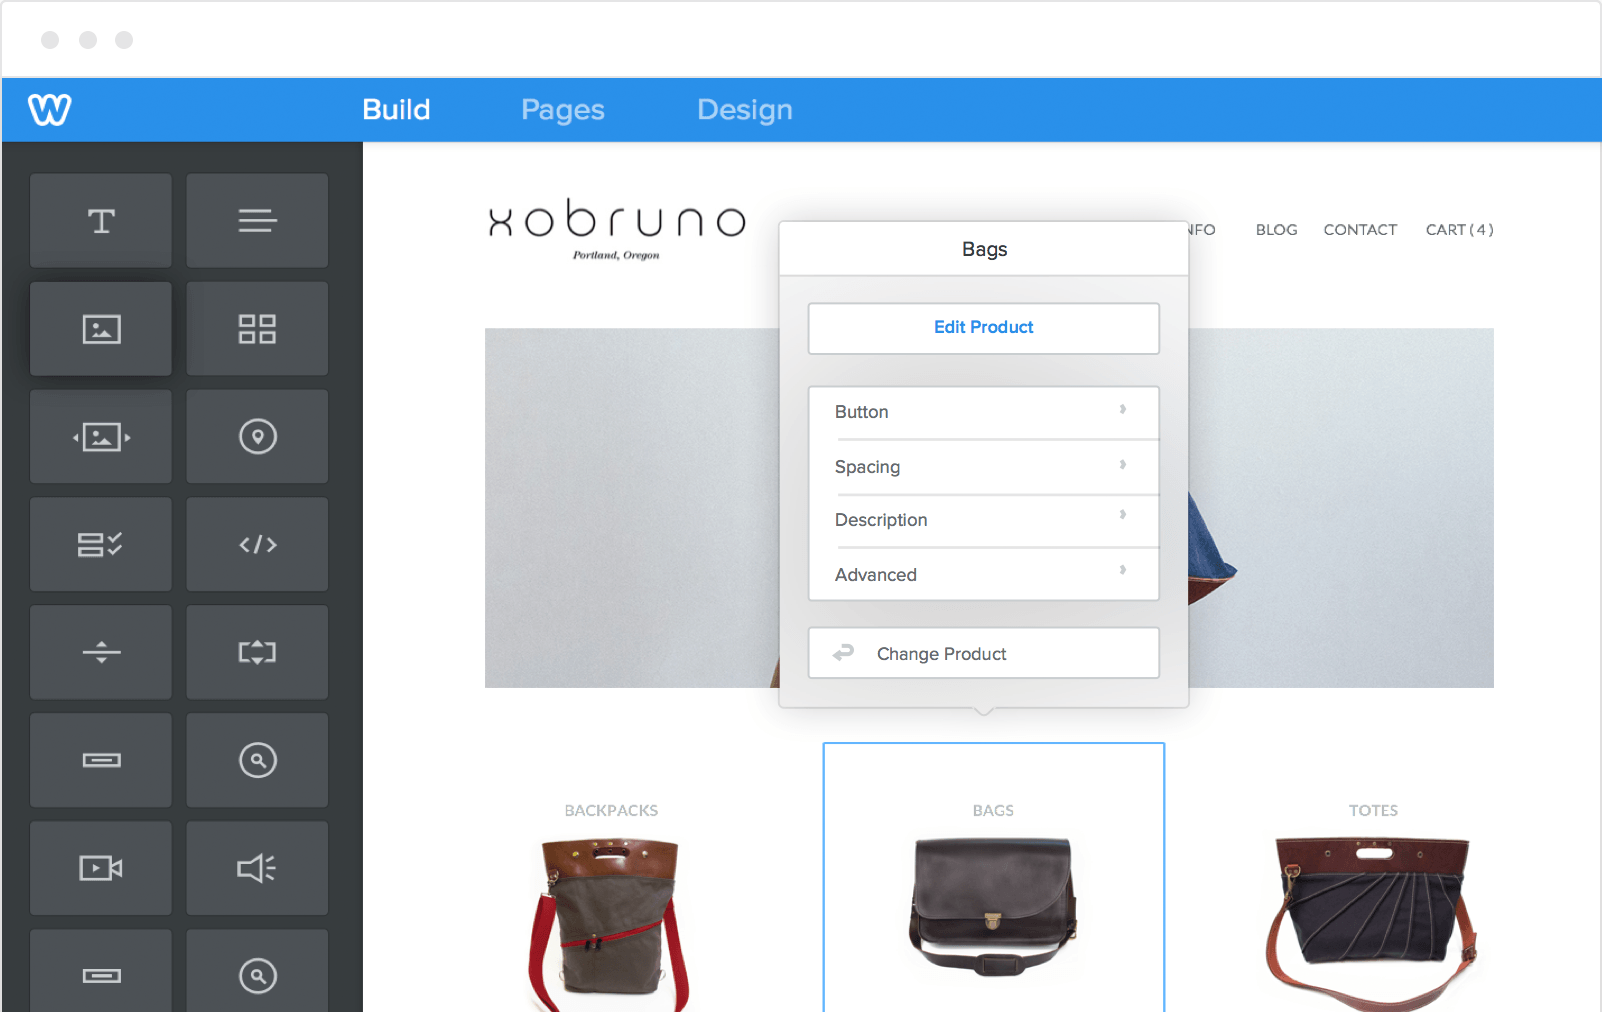 Build
Pages
Design
xobruno
Portland, Oregon
NFO
BLOG
CONTACT
CART ( 4 )
Bags
Edit Product
Button
Spacing
Description
Advanced
Change Product
BACKPACKS
BAGS
TOTES